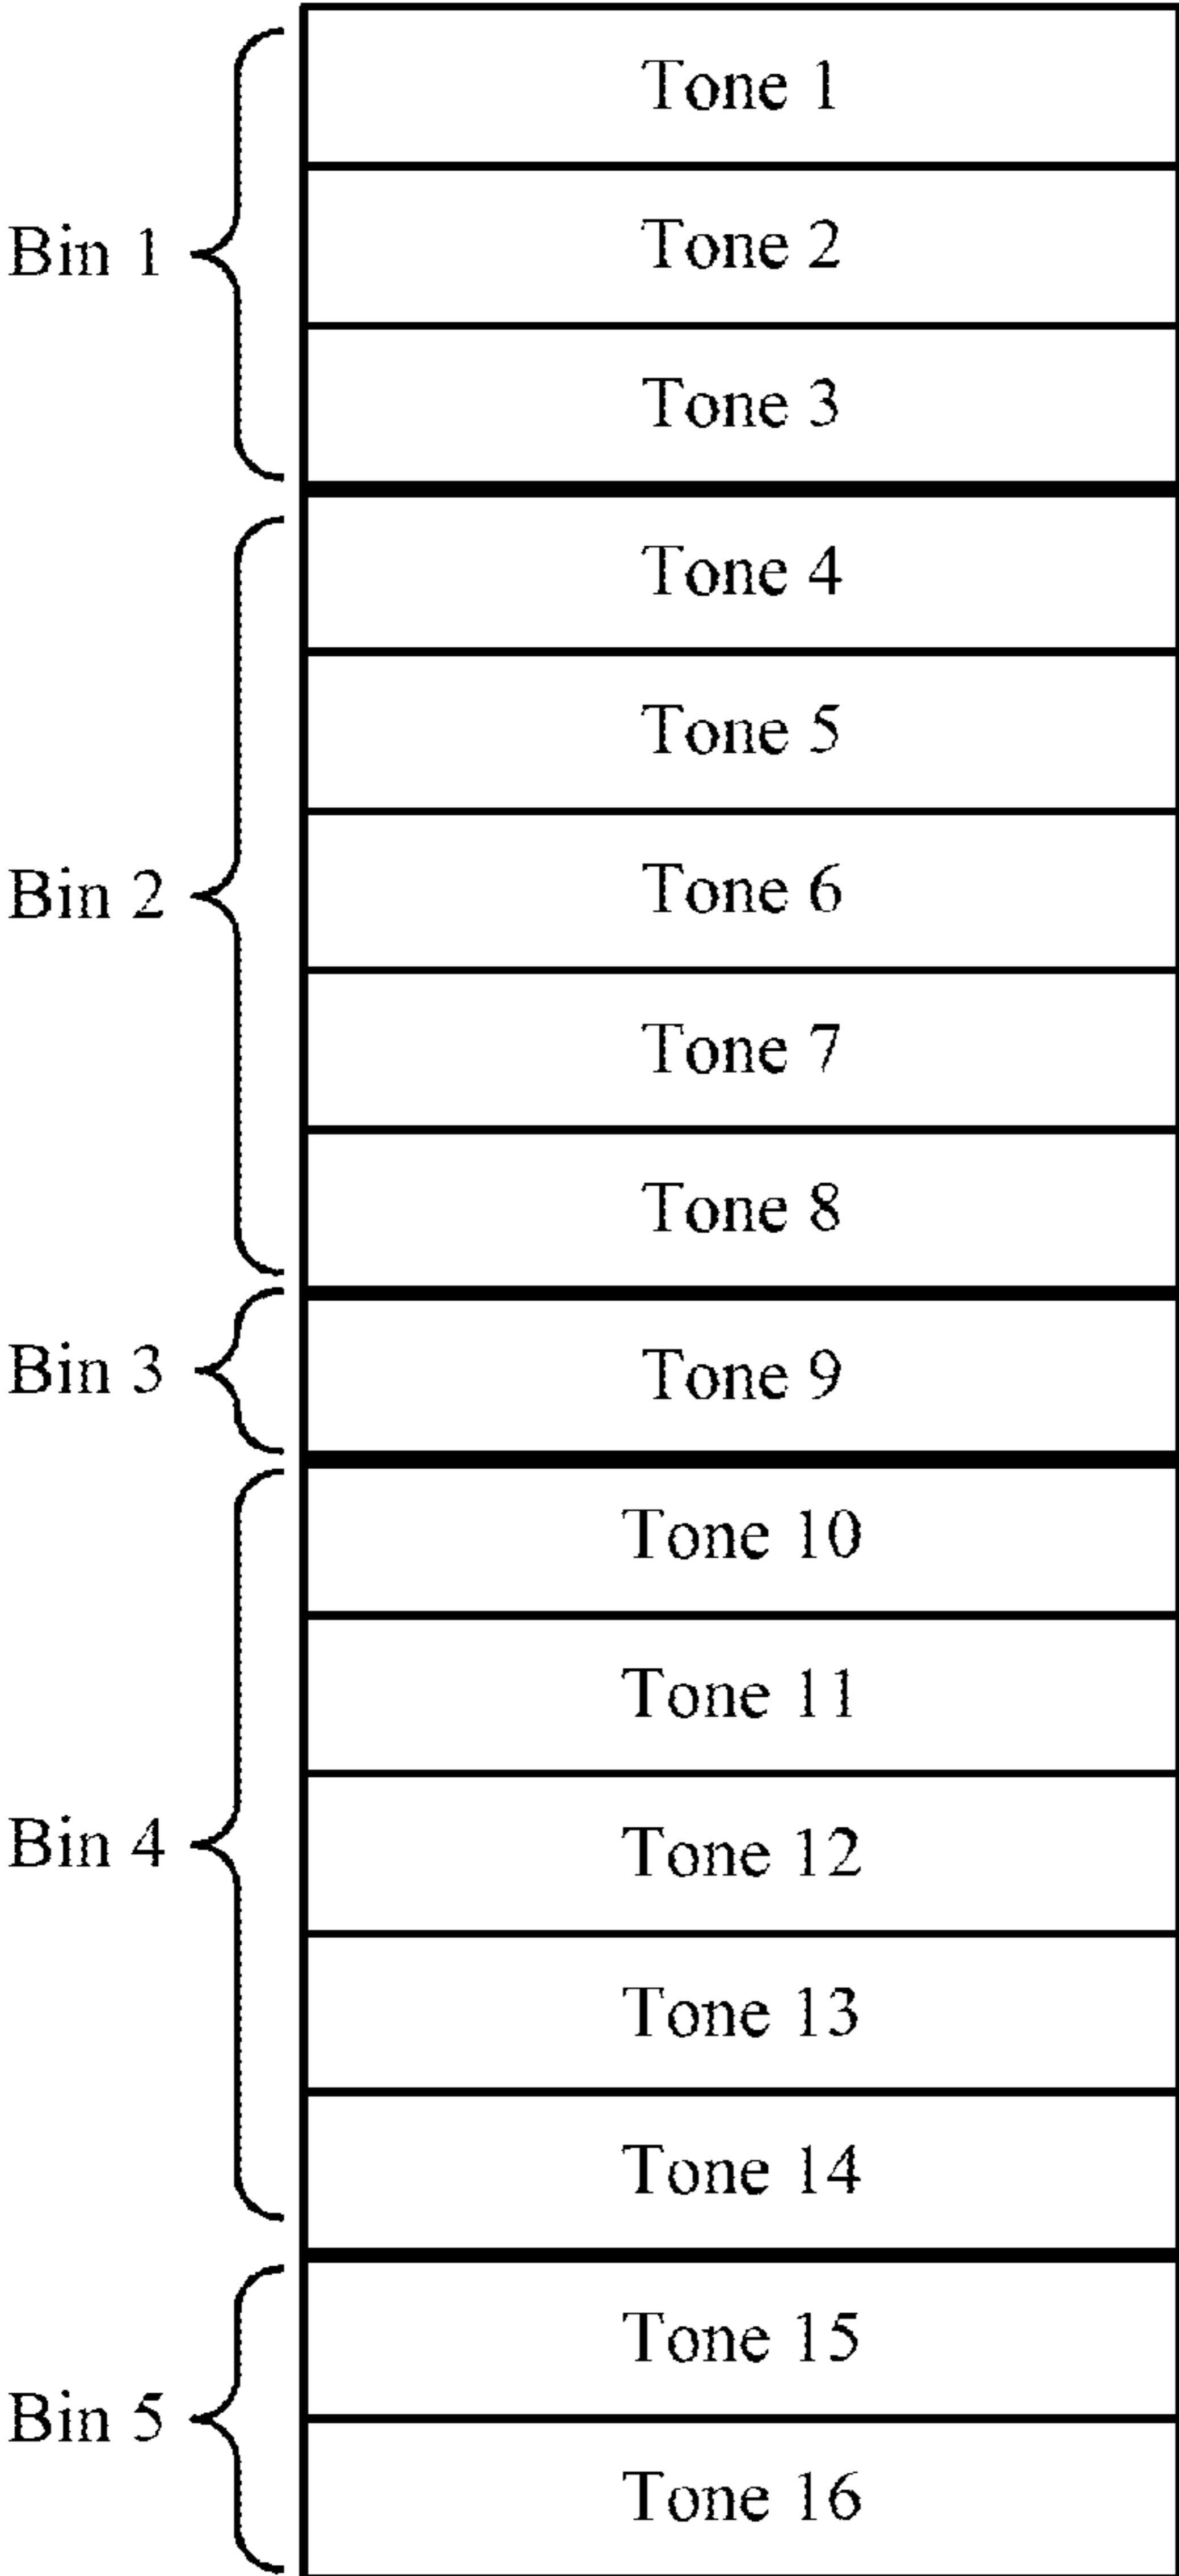 Tone 1
Bin 1
Tone 2
Tone 3
Tone 4
Tone 5
Bin 2
Tone 6
Tone 7
Tone 8
Bin 3
Tone 9
Tone 10
Tone 11
Bin 4
Tone 12
Tone 13
Tone 14
Tone 15
Bin 5
Tone 16